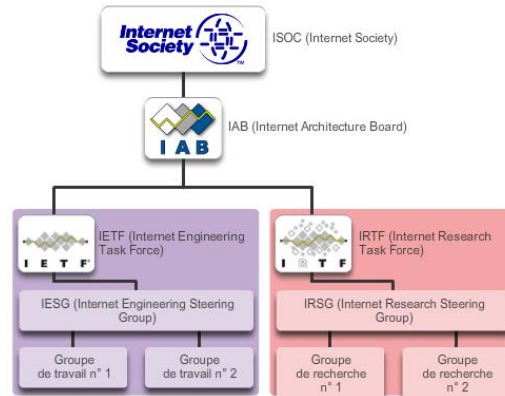 Internet
Society
TM
ISOC (Internet Society)
IAB
IAB (Internet Architecture Board)
IETF®
IETF (Internet Engineering
Task Force)
IRTF
IRTF (Internet Research
Task Force)
IESG (Internet Engineering Steering
Group)
IRSG (Internet Research Steering
Group)
Groupe
de travail n° 1
Groupe
de travail n° 2
Groupe
de recherche
n° 1
Groupe
de recherche
n° 2